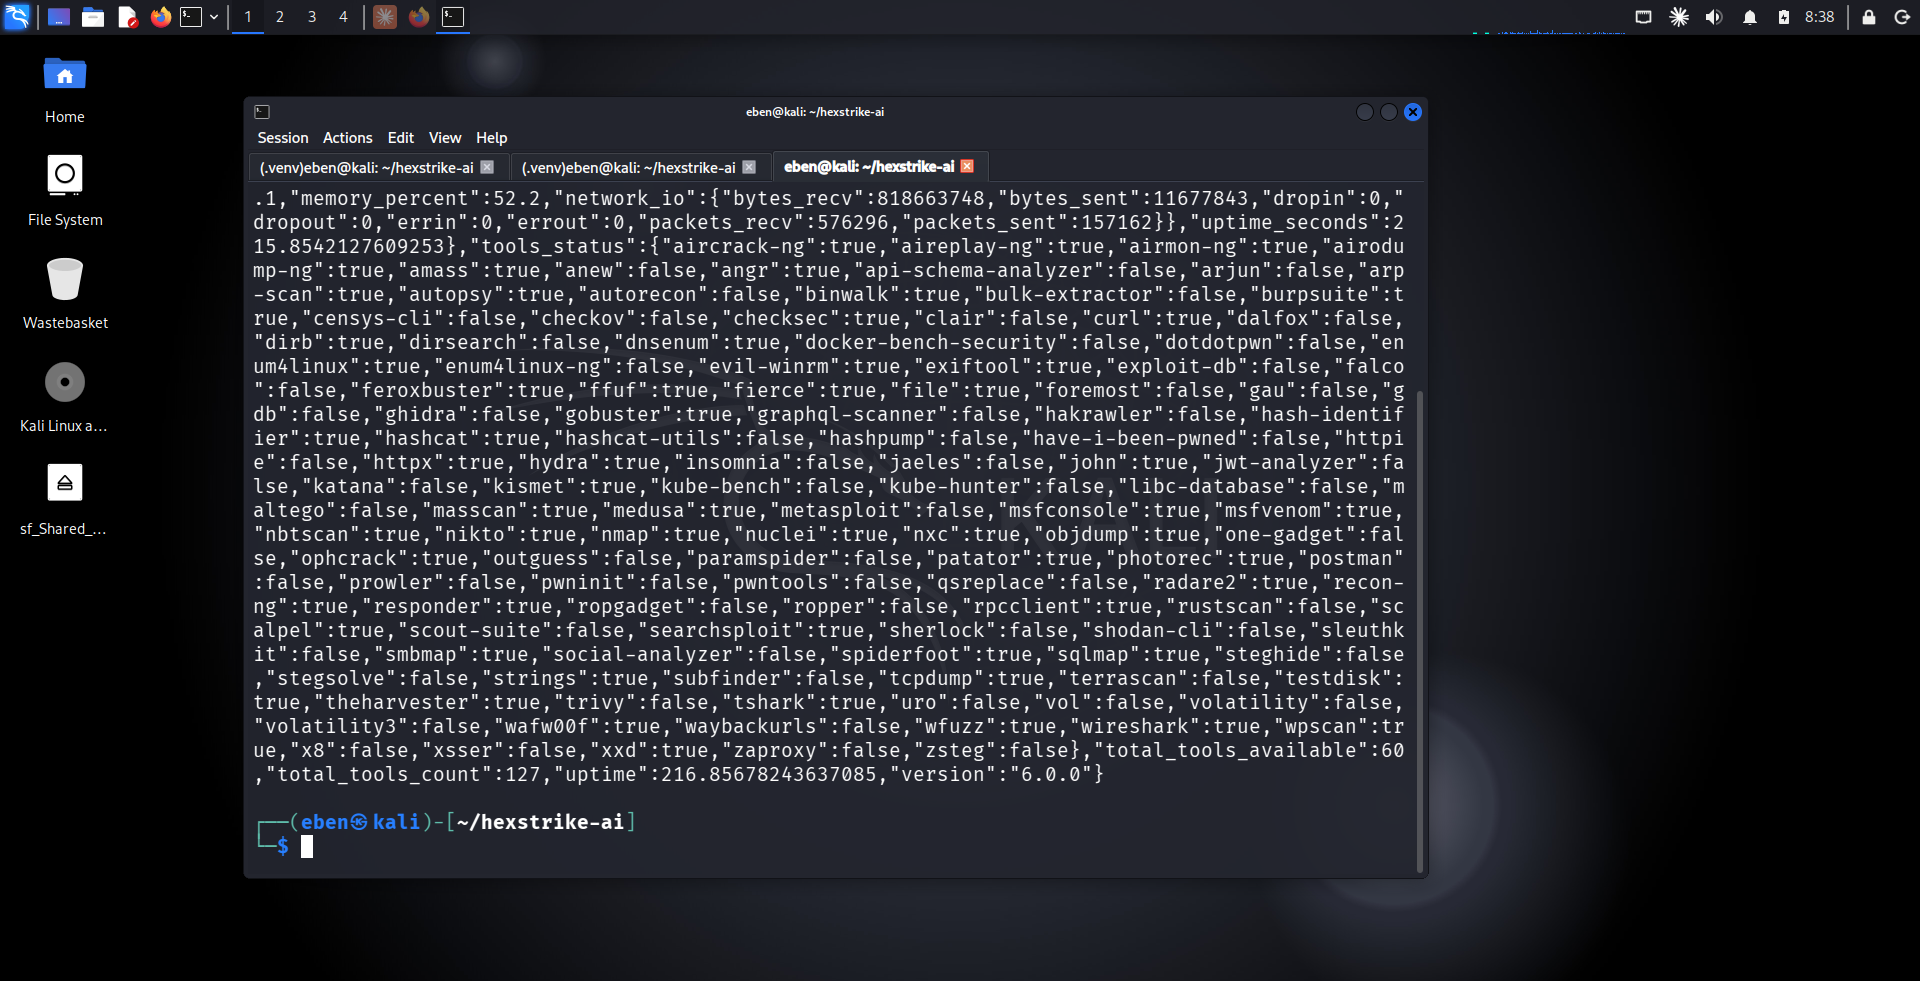 1 2 3 4
8:38
Home
File System
Wastebasket
Kali Linux a...
sf_Shared_...
eben@kali: ~/hexstrike-ai
Session Actions Edit View Help
(.venv)eben@kali: ~/hexstrike-ai (.venv)eben@kali: ~/hexstrike-ai eben@kali: ~/hexstrike-ai
.1,"memory_percent":52.2,"network_io":{"bytes_recv":818663748,"bytes_sent":11677843,"dropin":0,"
dropout":0,"errin":0,"errout":0,"packets_recv":576296,"packets_sent":157162}},"uptime_seconds":2
15.8542127609253},"tools_status":{"aircrack-ng":true,"aireplay-ng":true,"airmon-ng":true,"airodu
mp-ng":true,"amass":true,"anew":false,"angr":true,"api-schema-analyzer":false,"arjun":false,"arp
-scan":true,"autopsy":true,"autorecon":false,"binwalk":true,"bulk-extractor":false,"burpsuite":t
rue,"censys-cli":false,"checkov":false,"checksec":true,"clair":false,"curl":true,"dalfox":false,
"dirb":true,"dirsearch":false,"dnsenum":true,"docker-bench-security":false,"dotdotpwn":false,"en
um4linux":true,"enum4linux-ng":false,"evil-winrm":true,"exiftool":true,"exploit-db":false,"falco
":false,"feroxbuster":true,"ffuf":true,"fierce":true,"file":true,"foremost":false,"gau":false,"g
db":false,"ghidra":false,"gobuster":true,"graphql-scanner":false,"hakrawler":false,"hash-identif
ier":true,"hashcat":true,"hashcat-utils":false,"hashpump":false,"have-i-been-pwned":false,"httpi
e":false,"httpx":true,"hydra":true,"insomnia":false,"jaeles":false,"john":true,"jwt-analyzer":fa
lse,"katana":false,"kismet":true,"kube-bench":false,"kube-hunter":false,"libc-database":false,"m
altego":false,"masscan":true,"medusa":true,"metasploit":false,"msfconsole":true,"msfvenom":true,
"nbtscan":true,"nikto":true,"nmap":true,"nuclei":true,"nxc":true,"objdump":true,"one-gadget":fal
se,"ophcrack":true,"outguess":false,"paramspider":false,"patator":true,"photorec":true,"postman"
:false,"prowler":false,"pwninit":false,"pwntools":false,"qsreplace":false,"radare2":true,"recon-
ng":true,"responder":true,"ropgadget":false,"ropper":false,"rpcclient":true,"rustscan":false,"sc
alpel":true,"scout-suite":false,"searchsploit":true,"sherlock":false,"shodan-cli":false,"sleuthk
it":false,"smbmap":true,"social-analyzer":false,"spiderfoot":true,"sqlmap":true,"steghide":false
,"stegsolve":false,"strings":true,"subfinder":false,"tcpdump":true,"terrascan":false,"testdisk":
true,"theharvester":true,"trivy":false,"tshark":true,"uro":false,"vol":false,"volatility":false,
"volatility3":false,"wafw00f":true,"waybackurls":false,"wfuzz":true,"wireshark":true,"wpscan":tr
ue,"x8":false,"xsser":false,"xxd":true,"zaproxy":false,"zsteg":false},"total_tools_available":60
,"total_tools_count":127,"uptime":216.85678243637085,"version":"6.0.0"}
┌──(eben㉿kali)-[~/hexstrike-ai]
└─$